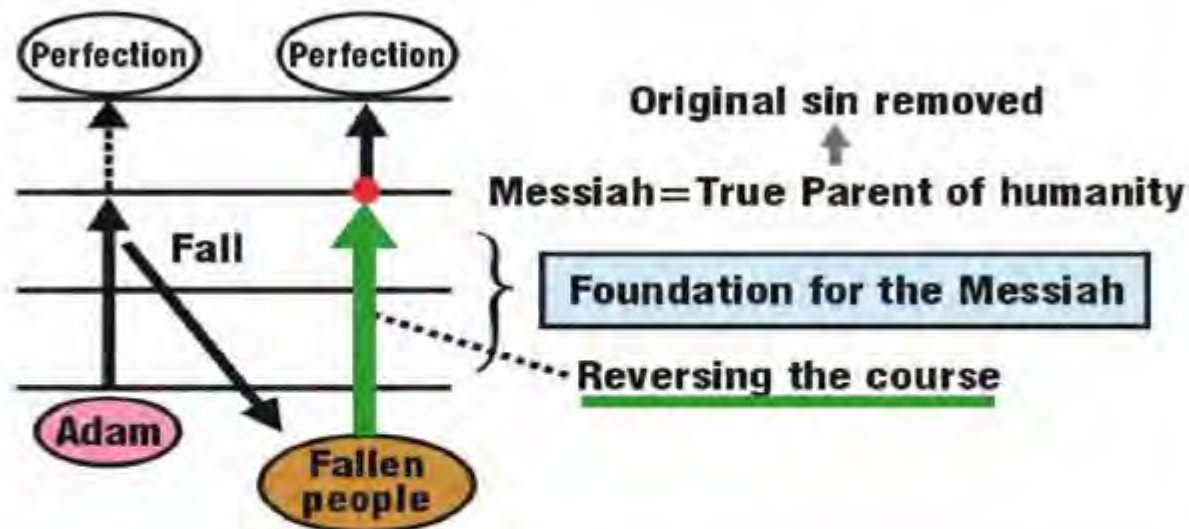 Perfection
Perfection
Original sin removed
Messiah=True Parent of humanity
Fall
Foundation for the Messiah
Reversing the course
Adam
Fallen
people